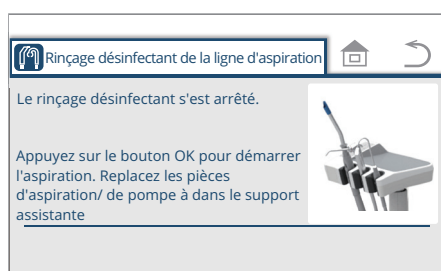 Rinçage désinfectant de la ligne d'aspiration
Le rinçage désinfectant s'est arrêté.
Appuyez sur le bouton OK pour démarrer
l'aspiration. Replacez les pièces
d'aspiration/ de pompe à dans le support
assistante